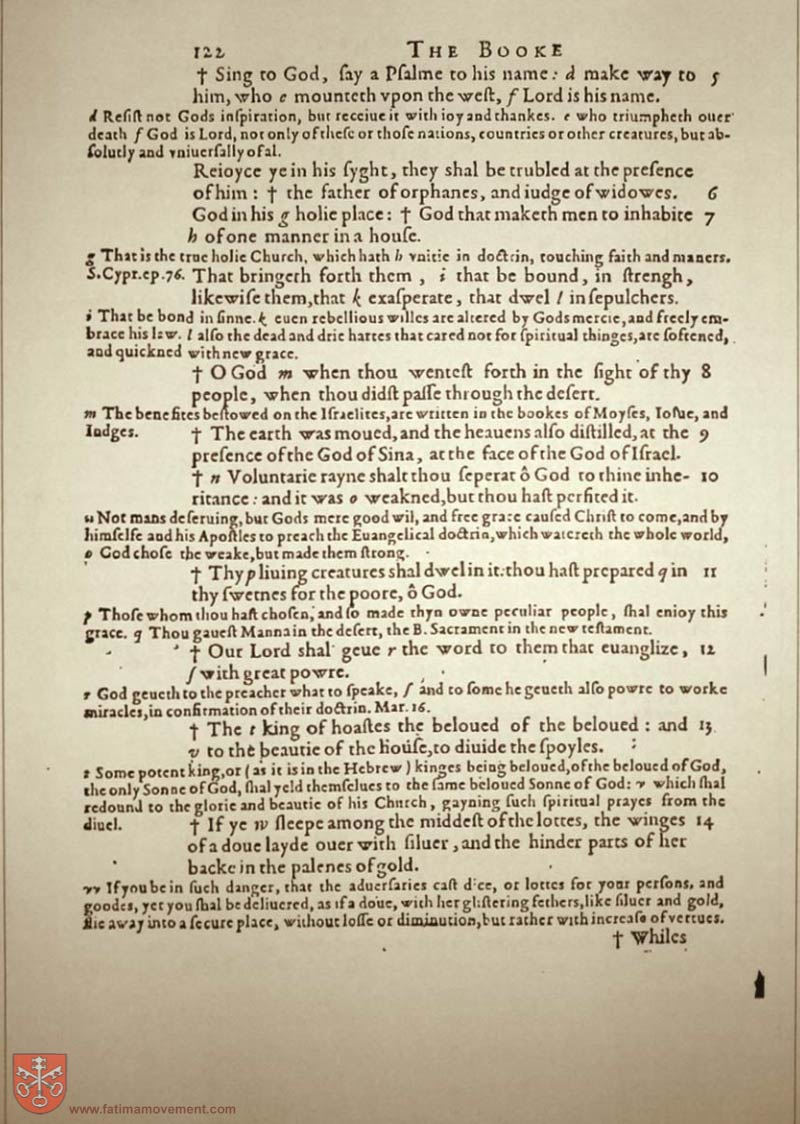 122 THE BOOKE
† Sing to God, ſay a Pſalme to his name: d make way to 5
him, who e mounteth vpon the weſt, f Lord is his name.
d Reſiſt not Gods inſpiration, but receiue it with ioy and thankes. e who triumpheth ouer
death f God is Lord, not only of theſe or thoſe nations, countries or other creatures, but ab-
ſolutly and vniuerſally of al.
Reioyce ye in his ſyght, they shal be trubled at the preſence
of him: † the father of orphanes, and iudge of widowes. 6
God in his g holie place: † God that maketh men to inhabite 7
h of one manner in a houſe.
g That is the true holie Church, which hath h vnitie in doctrin, touching faith and maners.
S. Cypr. ep. 76. That bringeth forth them, i that be bound, in ſtrengh,
likewiſe them, that k exaſperate, that dwel l in ſepulchers.
i That be bond in ſinne. k euen rebellious willes are altered by Gods mercie, and freely em-
brace his law. l alſo the dead and drie hartes that cared not for ſpiritual thinges, are ſoftened,
and quickned with new grace.
† O God m when thou wenteſt forth in the ſight of thy 8
people, when thou didſt paſſe through the deſert.
m The benefites beſtowed on the Iſraelites, are written in the bookes of Moyſes, Ioſue, and
Iudges. † The earth was moued, and the heauens alſo diſtilled, at the 9
preſence of the God of Sina, at the face of the God of Iſrael.
† n Voluntarie rayne shalt thou ſeperat ô God to thine inhe- 10
ritance: and it was o weakned, but thou haſt perfited it.
n Not mans deſeruing, but Gods mere good wil, and free grace cauſed Chriſt to come, and by
himſelfe and his Apoſtles to preach the Euangelical doctrin, which watereth the whole world,
o God choſe the weake, but made them ſtrong.
† Thy p liuing creatures shal dwel in it: thou haſt prepared q in 11
thy ſwetnes for the poore, ô God.
p Thoſe whom thou haſt choſen, and ſo made thyn owne peculiar people, ſhal enioy this
grace. q Thou gaueſt Manna in the deſert, the B. Sacrament in the new teſtament.
† Our Lord shal geue r the word to them that euanglize, 12
ſ with great powre.
r God geueth to the preacher what to ſpeake, ſ and to ſome he geueth alſo powre to worke
miracles, in confirmation of their doctrin. Mar. 16.
† The t king of hoaſtes the beloued of the beloued: and 13
v to the beautie of the houſe, to diuide the ſpoyles.
t Some potent king, or (as it is in the Hebrew) kinges being beloued, of the beloued of God,
the only Sonne of God, ſhal yeld themſelues to the ſame beloued Sonne of God: v which ſhal
redound to the glorie and beautie of his Church, gayning ſuch ſpiritual prayes from the
diuel. † If ye w ſleepe among the middeſt of the lottes, the winges 14
of a doue layde ouer with ſiluer, and the hinder parts of her
backe in the palenes of gold.
vv If you be in ſuch danger, that the aduerſaries caſt dice, or lottes for your perſons, and
goodes, yet you ſhal be deliuered, as if a doue, with her gliſtering fethers, like ſiluer and gold,
flie away into a ſecure place, without loſſe or diminution, but rather with increaſe of vertues.
† Whiles
www.fatimamovement.com